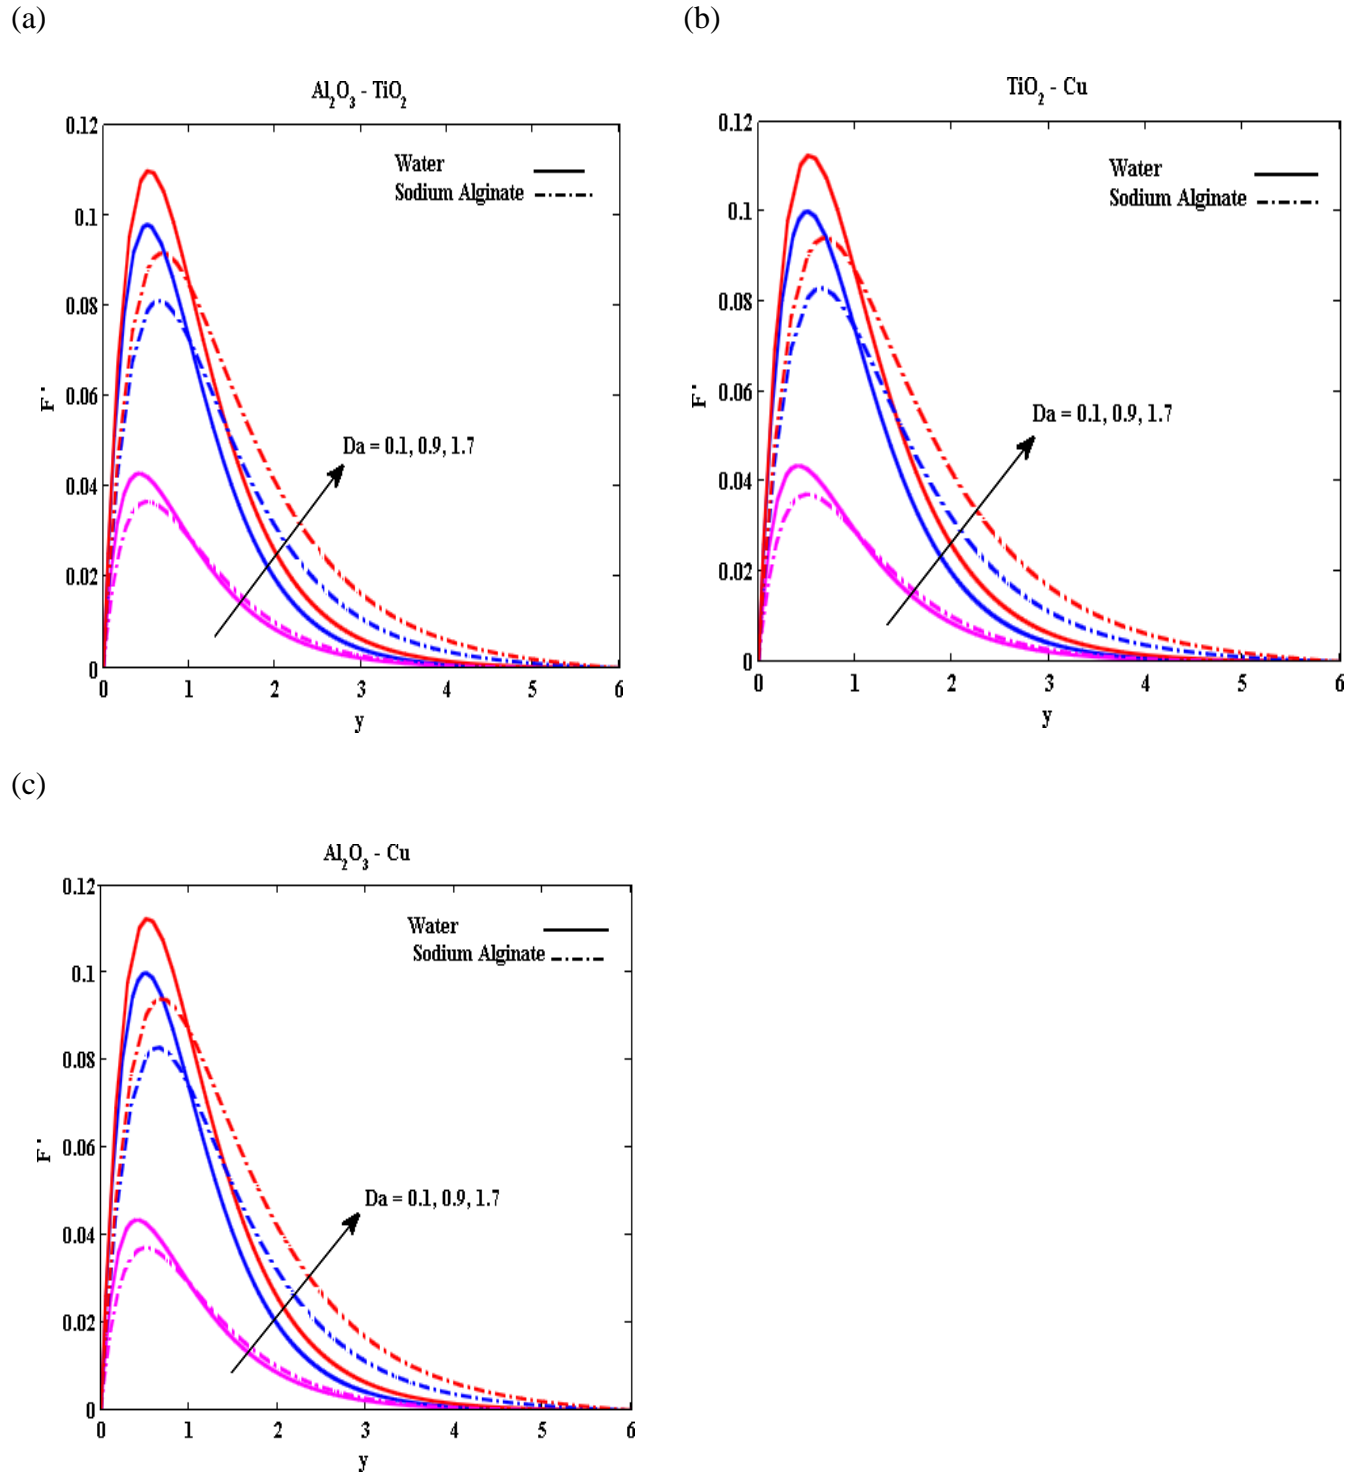 (a)
Al2O3 - TiO2
0.12
0.1
0.08
0.06
0.04
0.02
0
Water
Sodium Alginate
Da = 0.1, 0.9, 1.7
F'
0 1 2 3 4 5 6
y
(b)
TiO2 - Cu
0.12
0.1
0.08
0.06
0.04
0.02
0
Water
Sodium Alginate
Da = 0.1, 0.9, 1.7
F'
0 1 2 3 4 5 6
y
(c)
Al2O3 - Cu
0.12
0.1
0.08
0.06
0.04
0.02
0
Water
Sodium Alginate
Da = 0.1, 0.9, 1.7
F'
0 1 2 3 4 5 6
y